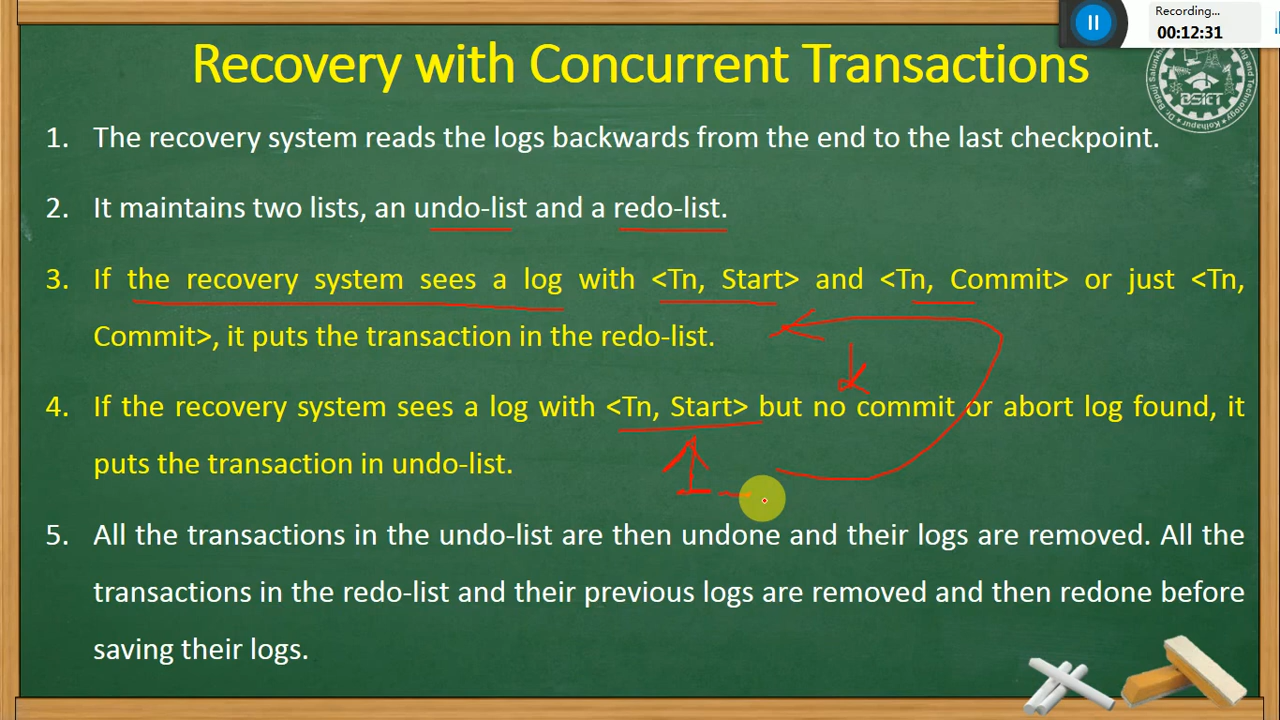 Recording...
00:12:31
Recovery with Concurrent Transactions
BSIET
1. The recovery system reads the logs backwards from the end to the last checkpoint.
2. It maintains two lists, an undo-list and a redo-list.
3. If the recovery system sees a log with <Tn, Start> and <Tn, Commit> or just <Tn,
Commit>, it puts the transaction in the redo-list.
4. If the recovery system sees a log with <Tn, Start> but no commit or abort log found, it
puts the transaction in undo-list.
5. All the transactions in the undo-list are then undone and their logs are removed. All the
transactions in the redo-list and their previous logs are removed and then redone before
saving their logs.